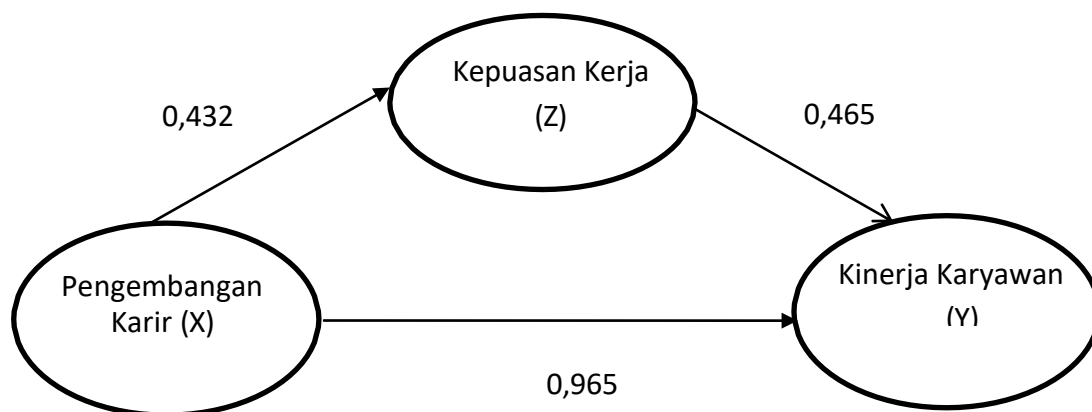 Kepuasan Kerja
(Z)
0,432
0,465
Pengembangan
Karir (X)
Kinerja Karyawan
(Y)
0,965